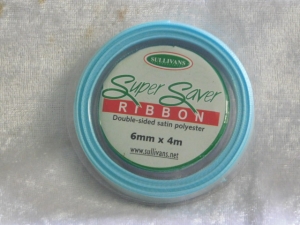 SULLIVANS
Super Saver
RIBBON
Double-sided satin polyester
6mm x 4m
www.sullivans.net